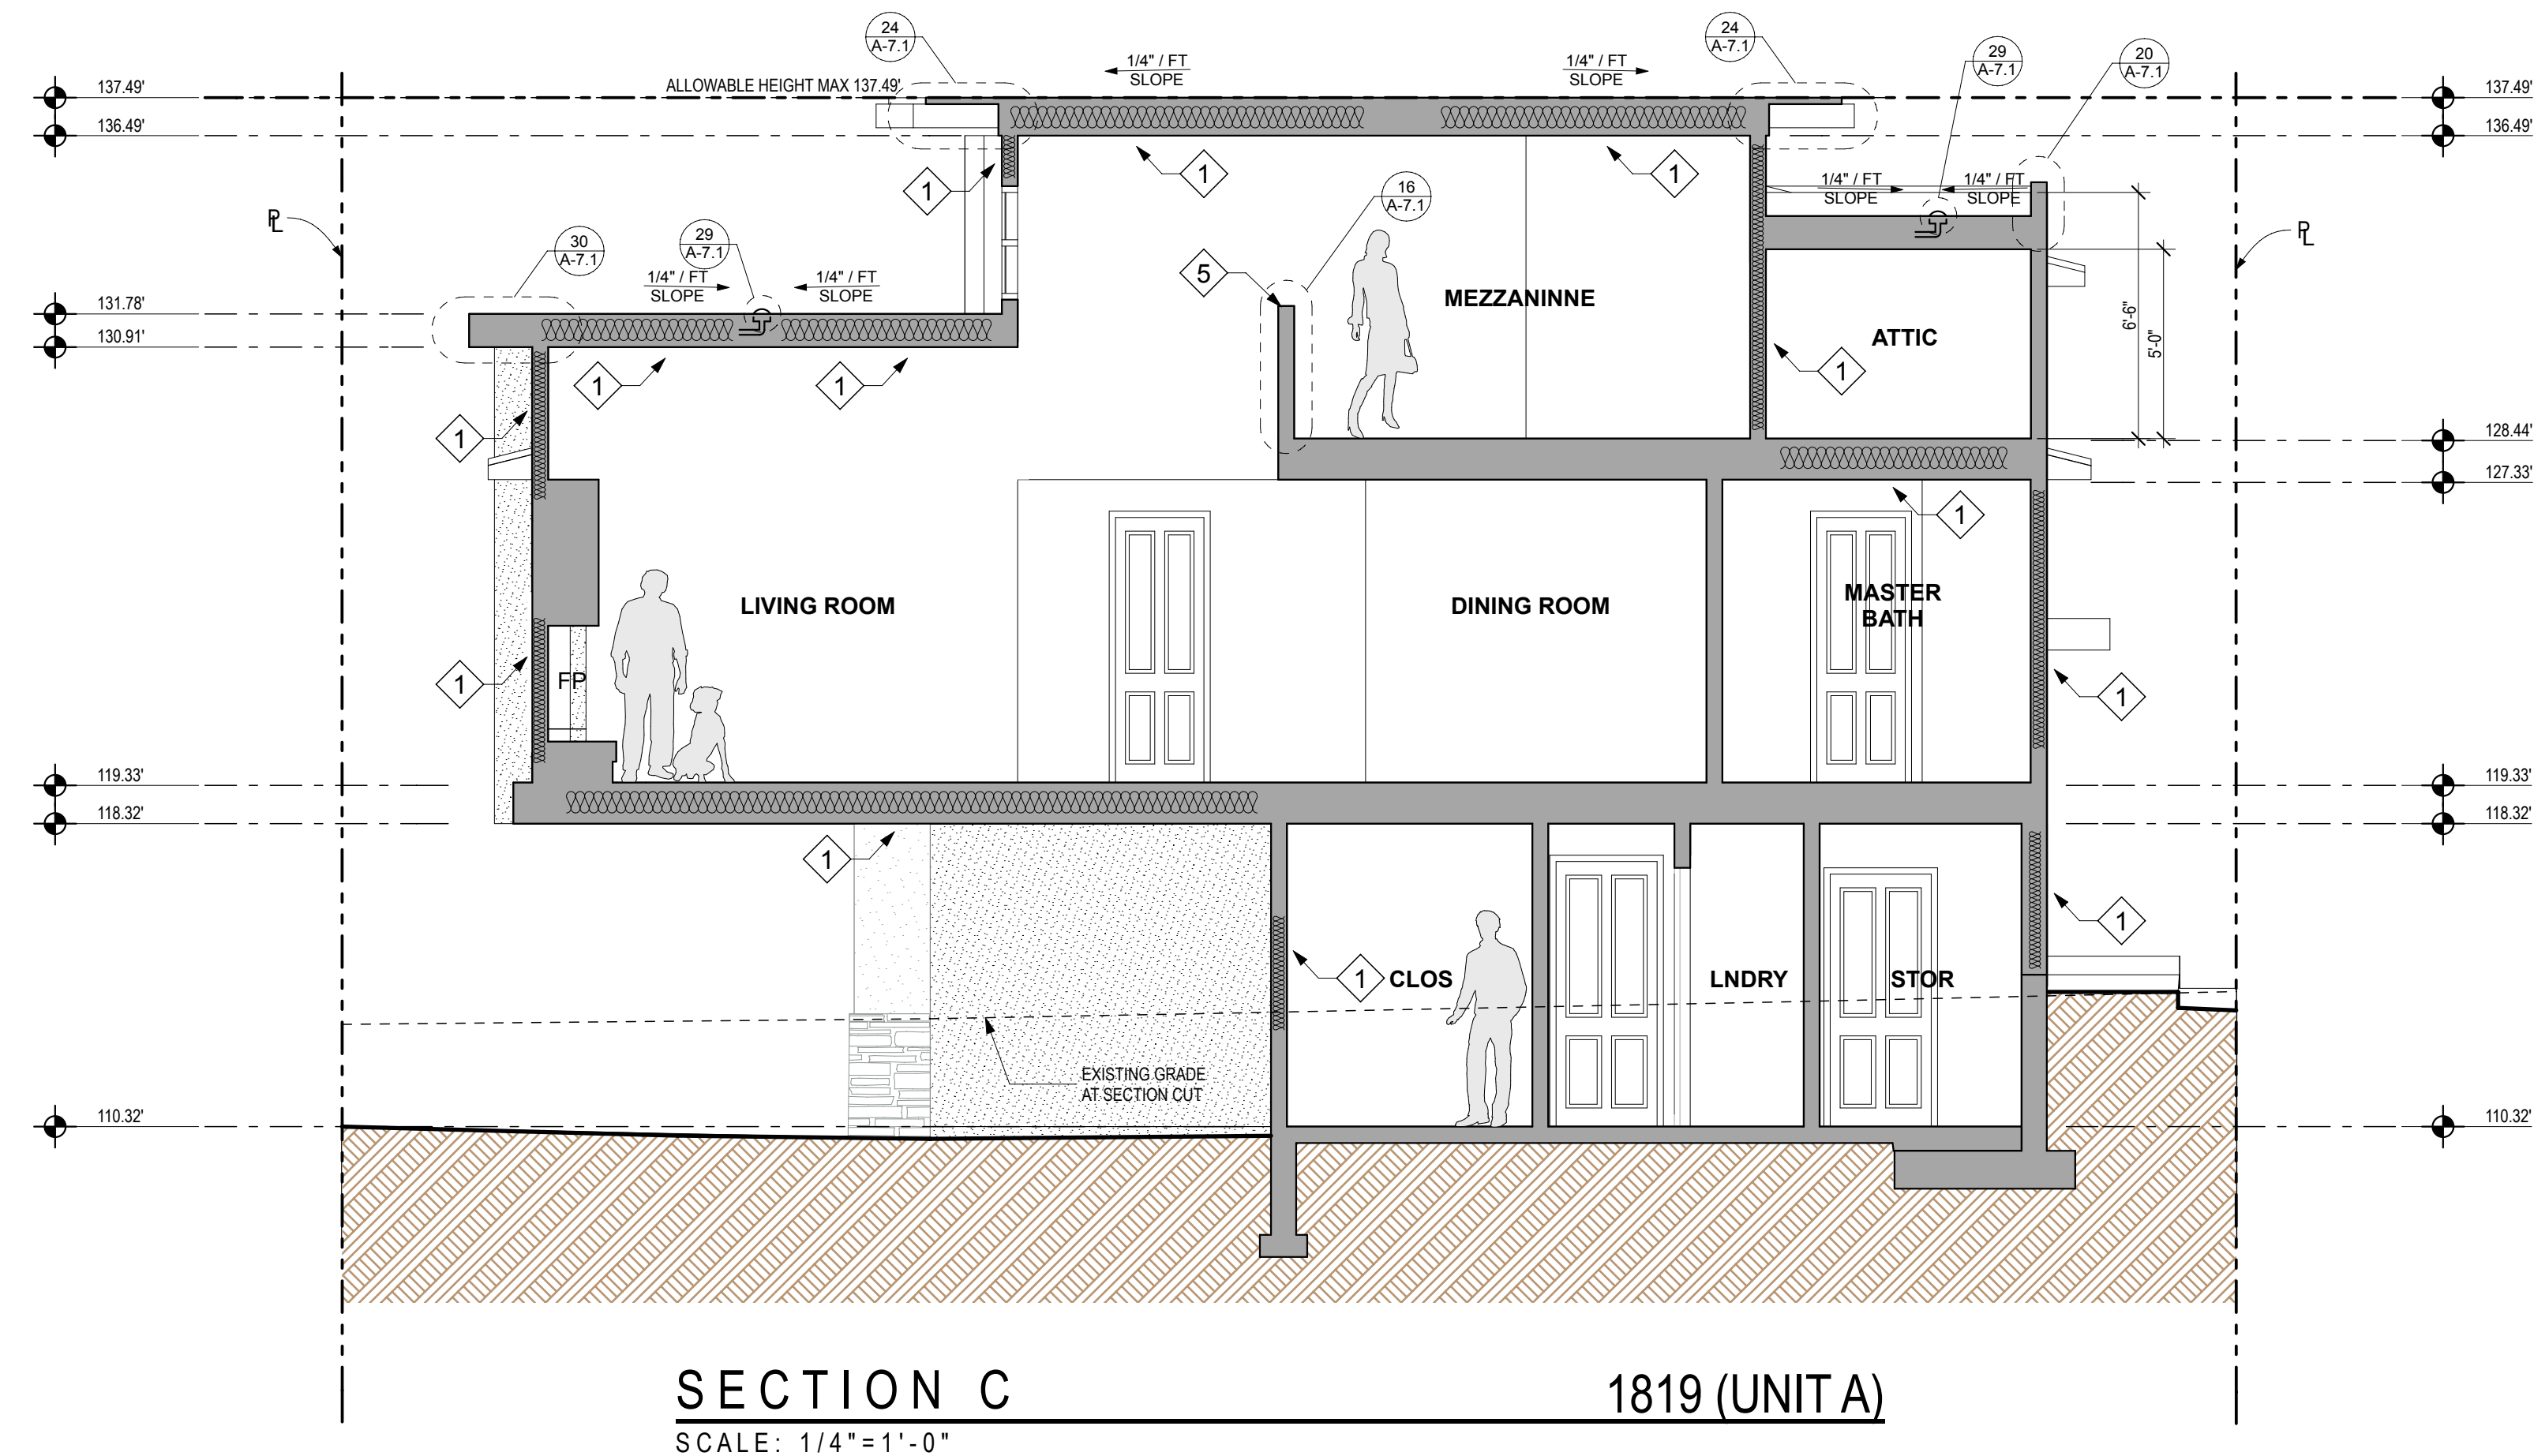 24
A-7.1
24
A-7.1
29
A-7.1
20
A-7.1
1/4" / FT
SLOPE
1/4" / FT
SLOPE
137.49'
ALLOWABLE HEIGHT MAX 137.49'
137.49'
136.49'
136.49'
1
1
1
1/4" / FT
SLOPE
1/4" / FT
SLOPE
16
A-7.1
PL
PL
30
A-7.1
29
A-7.1
1/4" / FT
SLOPE
1/4" / FT
SLOPE
5
MEZZANINNE
131.78'
130.91'
ATTIC
6'-6"
5'-0"
1
1
1
1
128.44'
127.33'
1
LIVING ROOM
DINING ROOM
MASTER
BATH
FP
1
1
119.33'
119.33'
118.32'
118.32'
1
1
1
CLOS
LNDRY
STOR
EXISTING GRADE
AT SECTION CUT
110.32'
110.32'
SECTION C
1819 (UNIT A)
SCALE: 1/4"=1'-0"